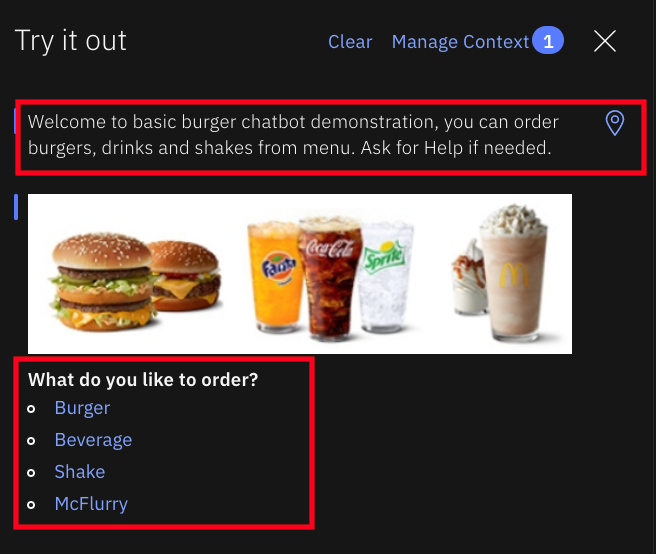 Try it out
Clear Manage Context 1
Welcome to basic burger chatbot demonstration, you can order
burgers, drinks and shakes from menu. Ask for Help if needed.
Fanta Coca-Cola Sprite
What do you like to order?
Burger
Beverage
Shake
McFlurry